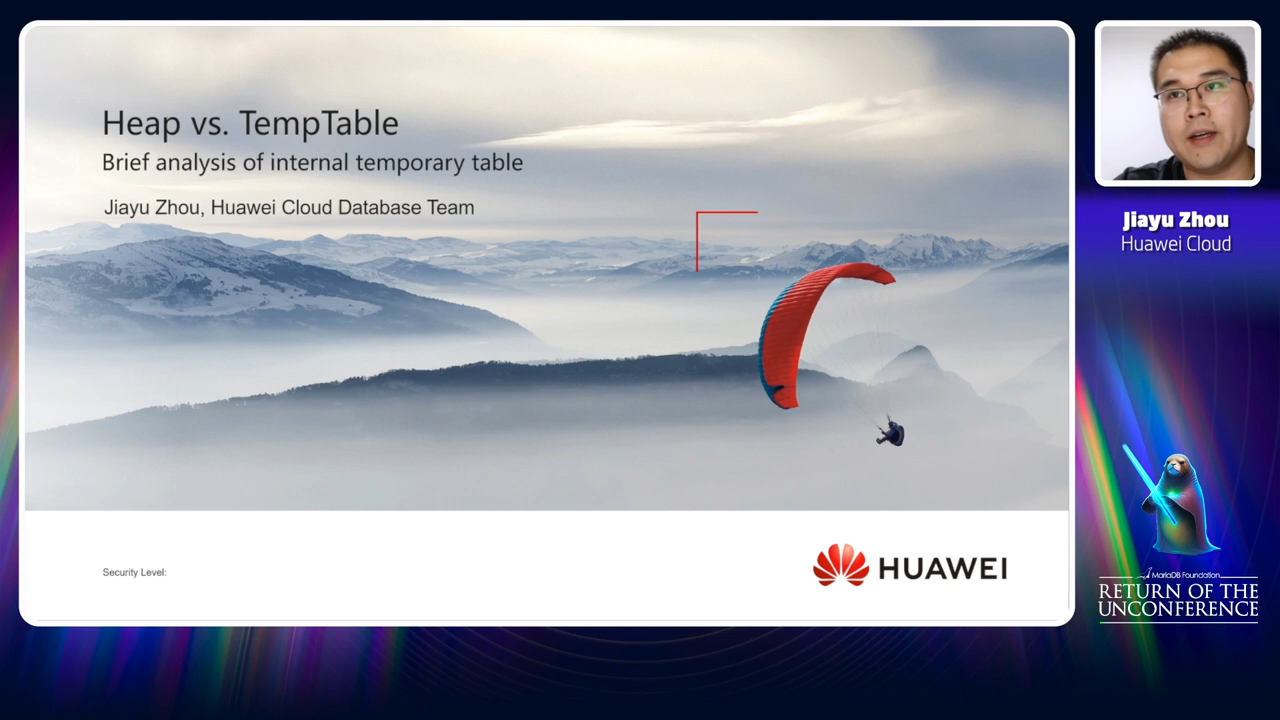 Heap vs. TempTable
Brief analysis of internal temporary table
Jiayu Zhou, Huawei Cloud Database Team
Security Level:
HUAWEI
Jiayu Zhou
Huawei Cloud
MariaDB Foundation
RETURN OF THE
UNCONFERENCE